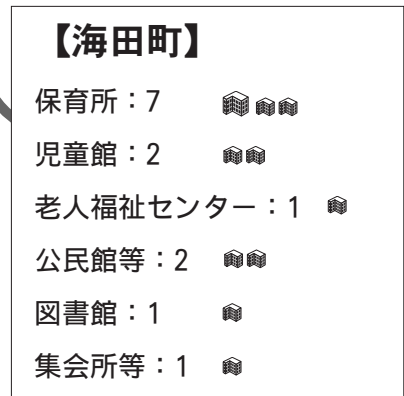 【海田町】
保育所：7
児童館：2
老人福祉センター：1
公民館等：2
図書館：1
集会所等：1